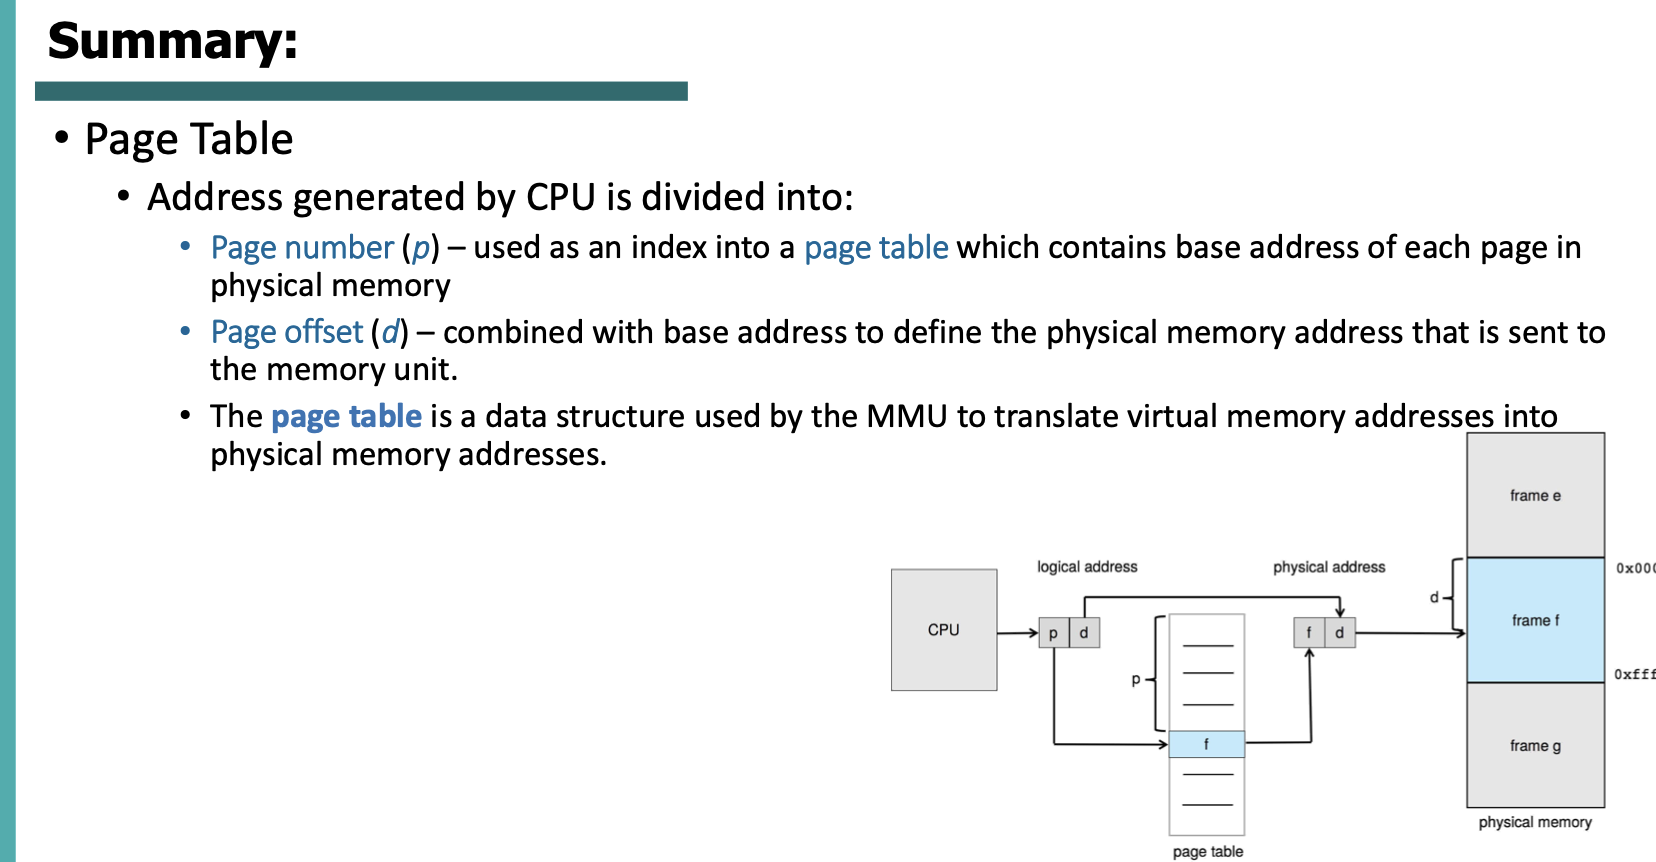 Summary:
• Page Table
• Address generated by CPU is divided into:
• Page number (p) – used as an index into a page table which contains base address of each page in
physical memory
• Page offset (d) – combined with base address to define the physical memory address that is sent to
the memory unit.
• The page table is a data structure used by the MMU to translate virtual memory addresses into
physical memory addresses.
frame e
logical address
physical address
0x000
d
CPU
p d
f d
frame f
p
0xfff
f
frame g
physical memory
page table